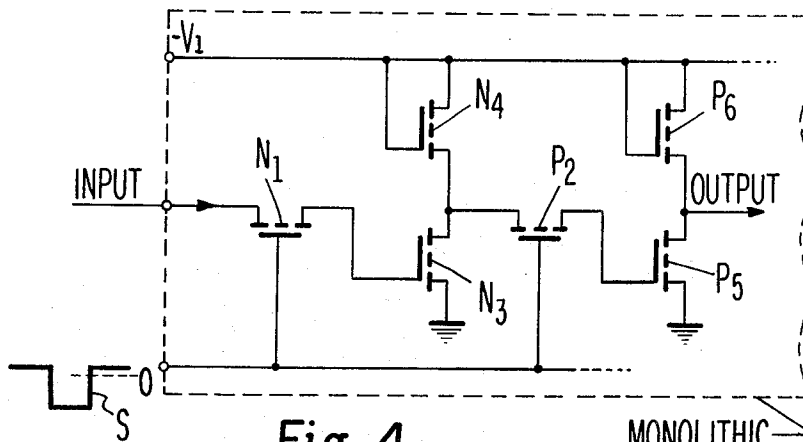 -V1
N4
P6
N1
P2
INPUT
OUTPUT
N3
P5
0
S
Fig. 4
MONOLITHIC